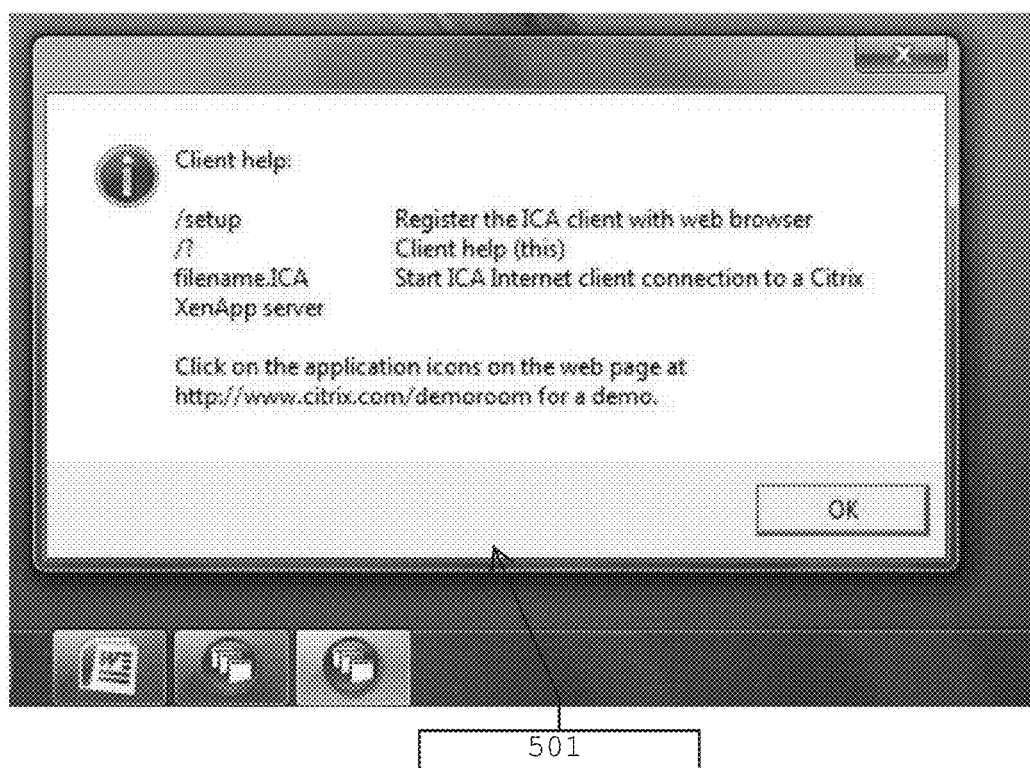 X
Client help:
/setup Register the ICA client with web browser
/? Client help (this)
filename.ICA Start ICA Internet client connection to a Citrix
XenApp server
Click on the application icons on the web page at
http://www.citrix.com/demoroom for a demo.
OK
501